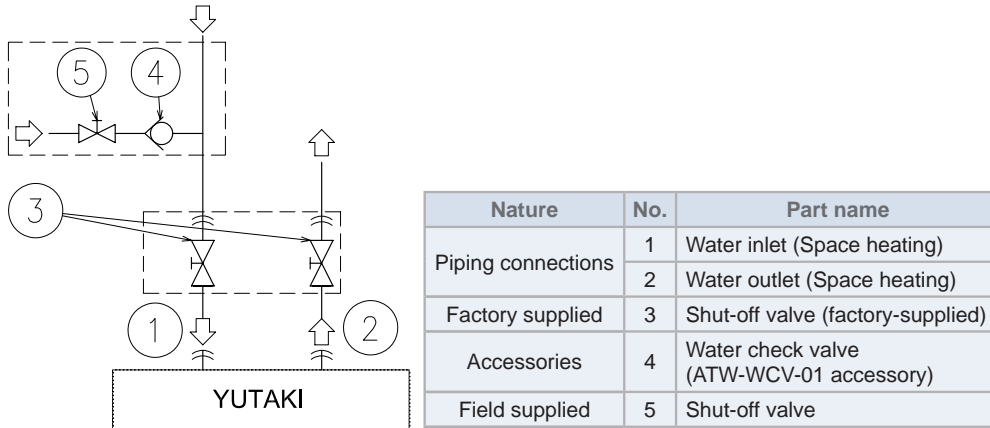 5
4
3
1
2
YUTAKI
Nature No. Part name
Piping connections
1 Water inlet (Space heating)
2 Water outlet (Space heating)
Factory supplied 3 Shut-off valve (factory-supplied)
Accessories 4 Water check valve
(ATW-WCV-01 accessory)
Field supplied 5 Shut-off valve